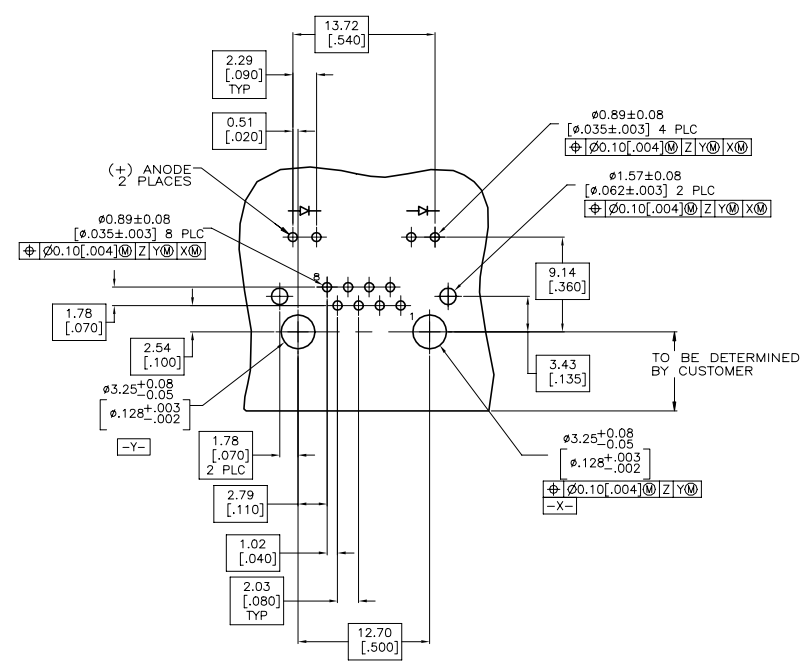 13.72
[.540]
2.29
[.090]
TYP
0.51
[.020]
ø0.89±0.08
[ø.035±.003] 4 PLC
⌖ Ø0.10[.004]Ⓜ Z YⓂ XⓂ
(+) ANODE
2 PLACES
ø1.57±0.08
[ø.062±.003] 2 PLC
⌖ Ø0.10[.004]Ⓜ Z YⓂ XⓂ
ø0.89±0.08
[ø.035±.003] 8 PLC
⌖ Ø0.10[.004]Ⓜ Z YⓂ XⓂ
8
9.14
[.360]
1.78
[.070]
1
2.54
[.100]
3.43
[.135]
TO BE DETERMINED
BY CUSTOMER
ø3.25+0.08 −0.05
[ø.128+.003 −.002]
-Y-
1.78
[.070]
2 PLC
ø3.25+0.08 −0.05
[ø.128+.003 −.002]
⌖ Ø0.10[.004]Ⓜ Z YⓂ
-X-
2.79
[.110]
1.02
[.040]
2.03
[.080]
TYP
12.70
[.500]